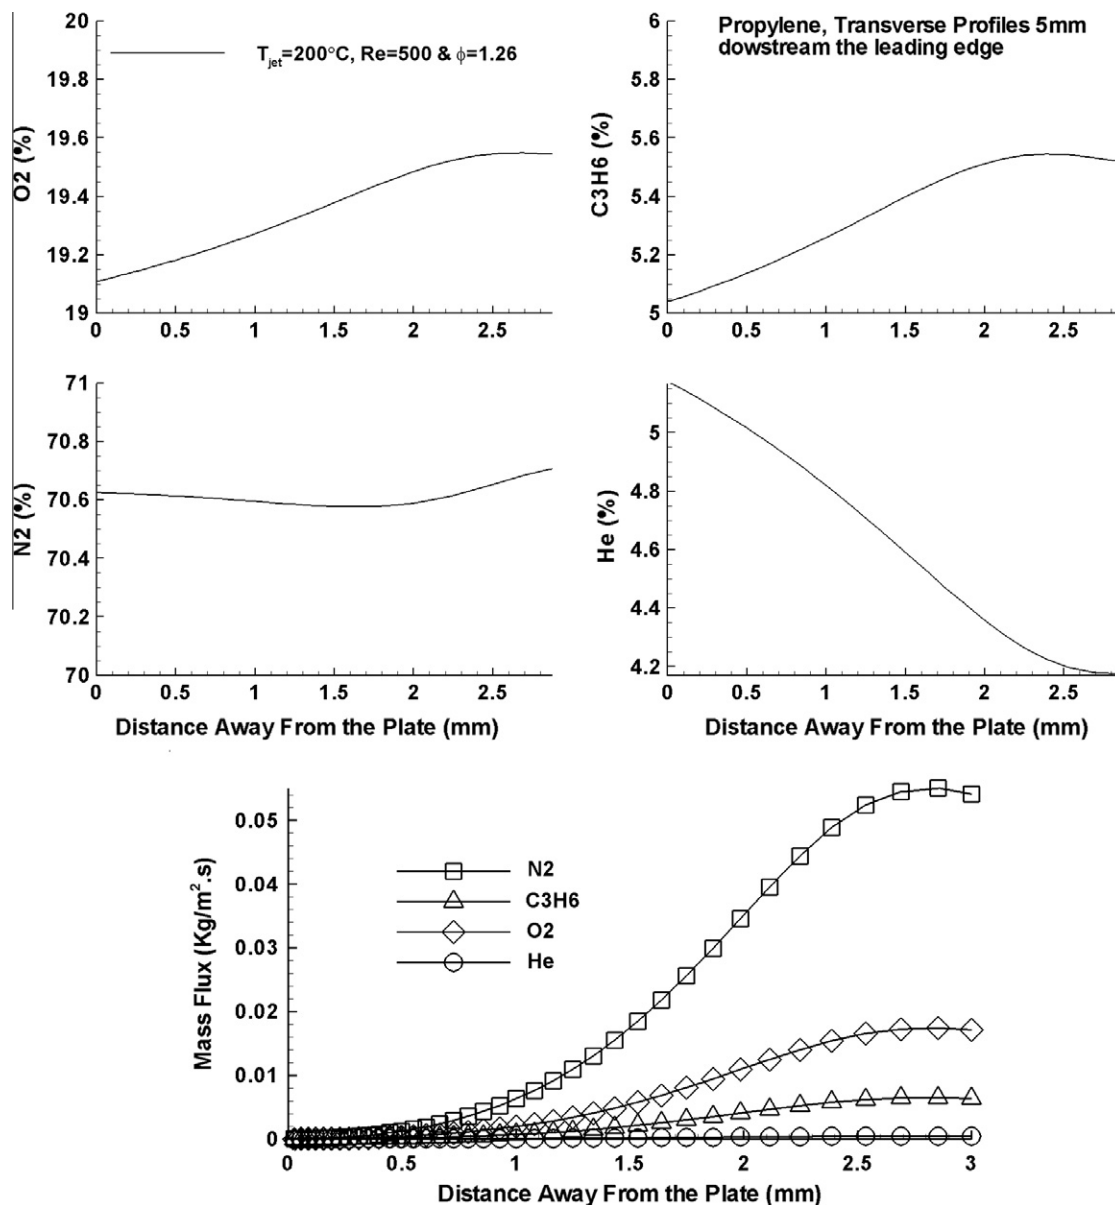 20
19.8
19.6
19.4
19.2
19
O2 (%)
T_jet=200°C, Re=500 & ϕ=1.26
0 0.5 1 1.5 2 2.5
Propylene, Transverse Profiles 5mm
dowstream the leading edge
6
5.8
5.6
5.4
5.2
5
C3H6 (%)
0 0.5 1 1.5 2 2.5
71
70.8
70.6
70.4
70.2
70
N2 (%)
0 0.5 1 1.5 2 2.5
Distance Away From the Plate (mm)
5
4.8
4.6
4.4
4.2
He (%)
0 0.5 1 1.5 2 2.5
Distance Away From the Plate (mm)
0.05
0.04
0.03
0.02
0.01
0
Mass Flux (Kg/m².s)
N2
C3H6
O2
He
0 0.5 1 1.5 2 2.5 3
Distance Away From the Plate (mm)